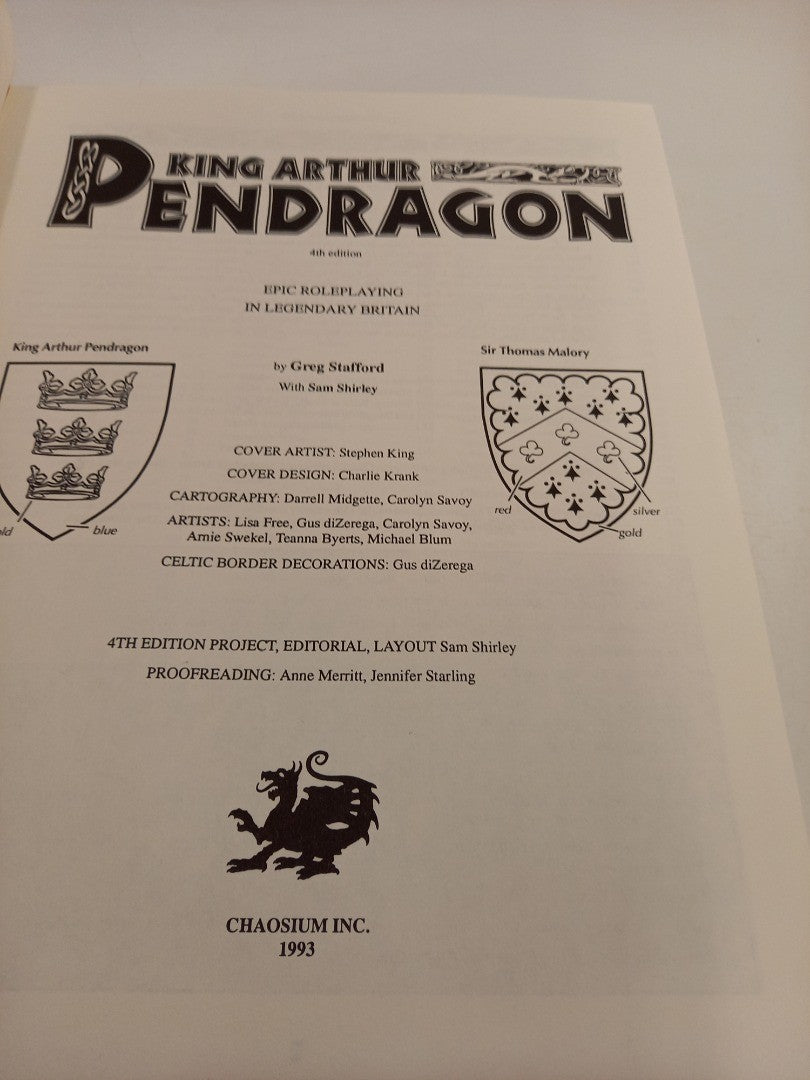 KING ARTHUR
PENDRAGON
4th edition
EPIC ROLEPLAYING
IN LEGENDARY BRITAIN
King Arthur Pendragon
Sir Thomas Malory
by Greg Stafford
With Sam Shirley
COVER ARTIST: Stephen King
COVER DESIGN: Charlie Krank
CARTOGRAPHY: Darrell Midgette, Carolyn Savoy
ARTISTS: Lisa Free, Gus diZerega, Carolyn Savoy,
Arnie Swekel, Teanna Byerts, Michael Blum
CELTIC BORDER DECORATIONS: Gus diZerega
blue
red
silver
gold
4TH EDITION PROJECT, EDITORIAL, LAYOUT Sam Shirley
PROOFREADING: Anne Merritt, Jennifer Starling
CHAOSIUM INC.
1993